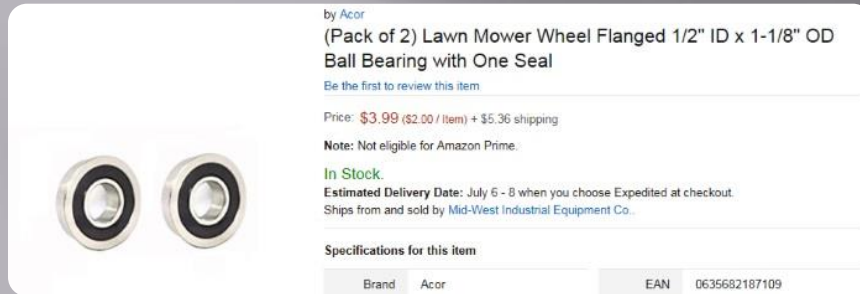 by Acor
(Pack of 2) Lawn Mower Wheel Flanged 1/2" ID x 1-1/8" OD
Ball Bearing with One Seal
Be the first to review this item
Price: $3.99 ($2.00 / Item) + $5.36 shipping
Note: Not eligible for Amazon Prime.
In Stock.
Estimated Delivery Date: July 6 - 8 when you choose Expedited at checkout.
Ships from and sold by Mid-West Industrial Equipment Co..
Specifications for this item
Brand Acor EAN 0635682187109